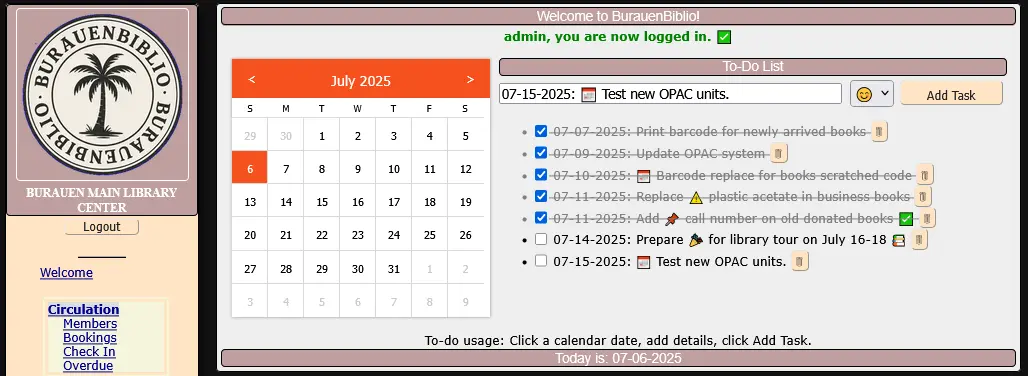 BURAUENBIBLIO · BURAUENBIBLIO ·
BURAUEN MAIN LIBRARY
CENTER
Logout
Welcome
Circulation
Members
Bookings
Check In
Overdue
Welcome to BurauenBiblio!
admin, you are now logged in. ✅
< July 2025 >
S M T W T F S
29 30 1 2 3 4 5
6 7 8 9 10 11 12
13 14 15 16 17 18 19
20 21 22 23 24 25 26
27 28 29 30 31 1 2
3 4 5 6 7 8 9
To-Do List
07-15-2025: 📅 Test new OPAC units. 😊 Add Task
07-07-2025: Print barcode for newly arrived books
07-09-2025: Update OPAC system
07-10-2025: 📅 Barcode replace for books scratched code
07-11-2025: Replace ⚠️ plastic acetate in business books
07-11-2025: Add 📌 call number on old donated books ✅
07-14-2025: Prepare 🎉 for library tour on July 16-18 📚
07-15-2025: 📅 Test new OPAC units.
To-do usage: Click a calendar date, add details, click Add Task.
Today is: 07-06-2025